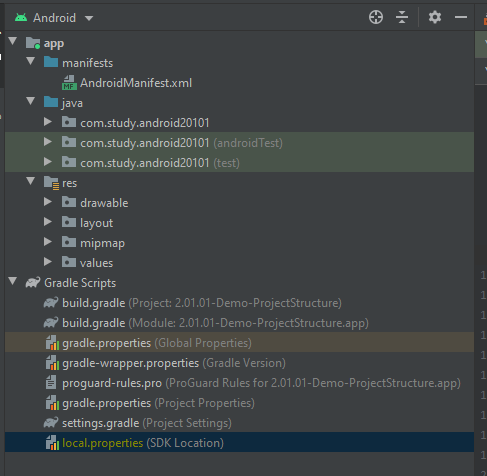 Android
app
manifests
AndroidManifest.xml
java
com.study.android20101
com.study.android20101 (androidTest)
com.study.android20101 (test)
res
drawable
layout
mipmap
values
Gradle Scripts
build.gradle (Project: 2.01.01-Demo-ProjectStructure)
build.gradle (Module: 2.01.01-Demo-ProjectStructure.app)
gradle.properties (Global Properties)
gradle-wrapper.properties (Gradle Version)
proguard-rules.pro (ProGuard Rules for 2.01.01-Demo-ProjectStructure.app)
gradle.properties (Project Properties)
settings.gradle (Project Settings)
local.properties (SDK Location)